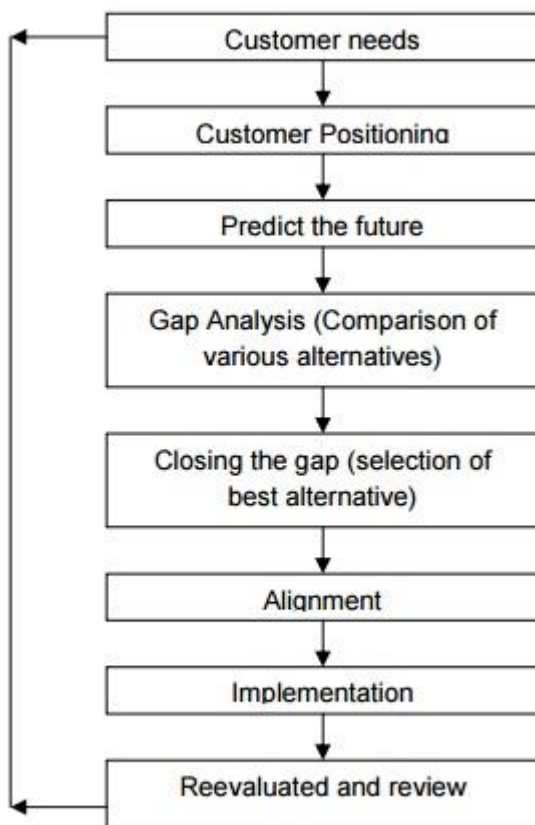 Customer needs
Customer Positioning
Predict the future
Gap Analysis (Comparison of
various alternatives)
Closing the gap (selection of
best alternative)
Alignment
Implementation
Reevaluated and review